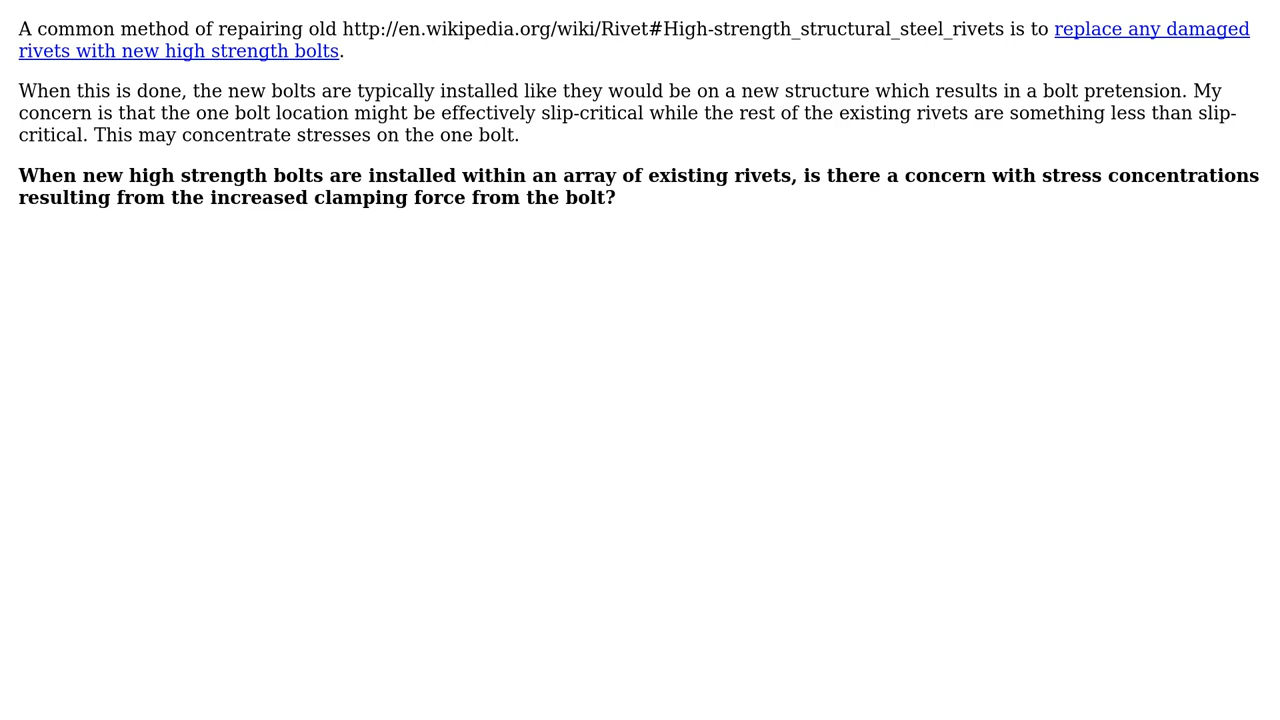 A common method of repairing old http://en.wikipedia.org/wiki/Rivet#High-strength_structural_steel_rivets is to replace any damaged
rivets with new high strength bolts.
When this is done, the new bolts are typically installed like they would be on a new structure which results in a bolt pretension. My
concern is that the one bolt location might be effectively slip-critical while the rest of the existing rivets are something less than slip-
critical. This may concentrate stresses on the one bolt.
When new high strength bolts are installed within an array of existing rivets, is there a concern with stress concentrations
resulting from the increased clamping force from the bolt?